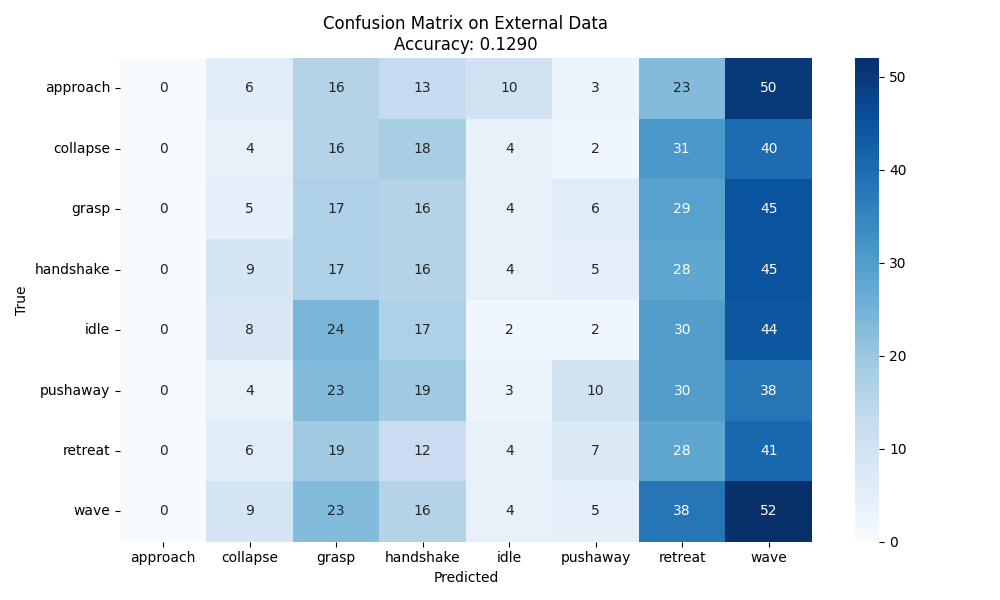 Confusion Matrix on External Data
Accuracy: 0.1290
approach 0 6 16 13 10 3 23 50
collapse 0 4 16 18 4 2 31 40
grasp 0 5 17 16 4 6 29 45
handshake 0 9 17 16 4 5 28 45
idle 0 8 24 17 2 2 30 44
pushaway 0 4 23 19 3 10 30 38
retreat 0 6 19 12 4 7 28 41
wave 0 9 23 16 4 5 38 52
approach collapse grasp handshake idle pushaway retreat wave
Predicted
True
50
40
30
20
10
0